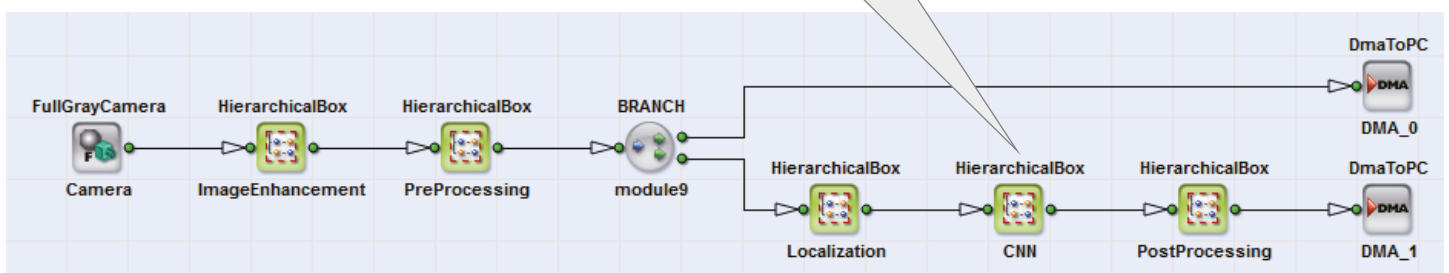 DmaToPC
FullGrayCamera HierarchicalBox HierarchicalBox BRANCH
DMA
F
DMA_0
HierarchicalBox HierarchicalBox HierarchicalBox DmaToPC
Camera ImageEnhancement PreProcessing module9
DMA
Localization CNN PostProcessing DMA_1